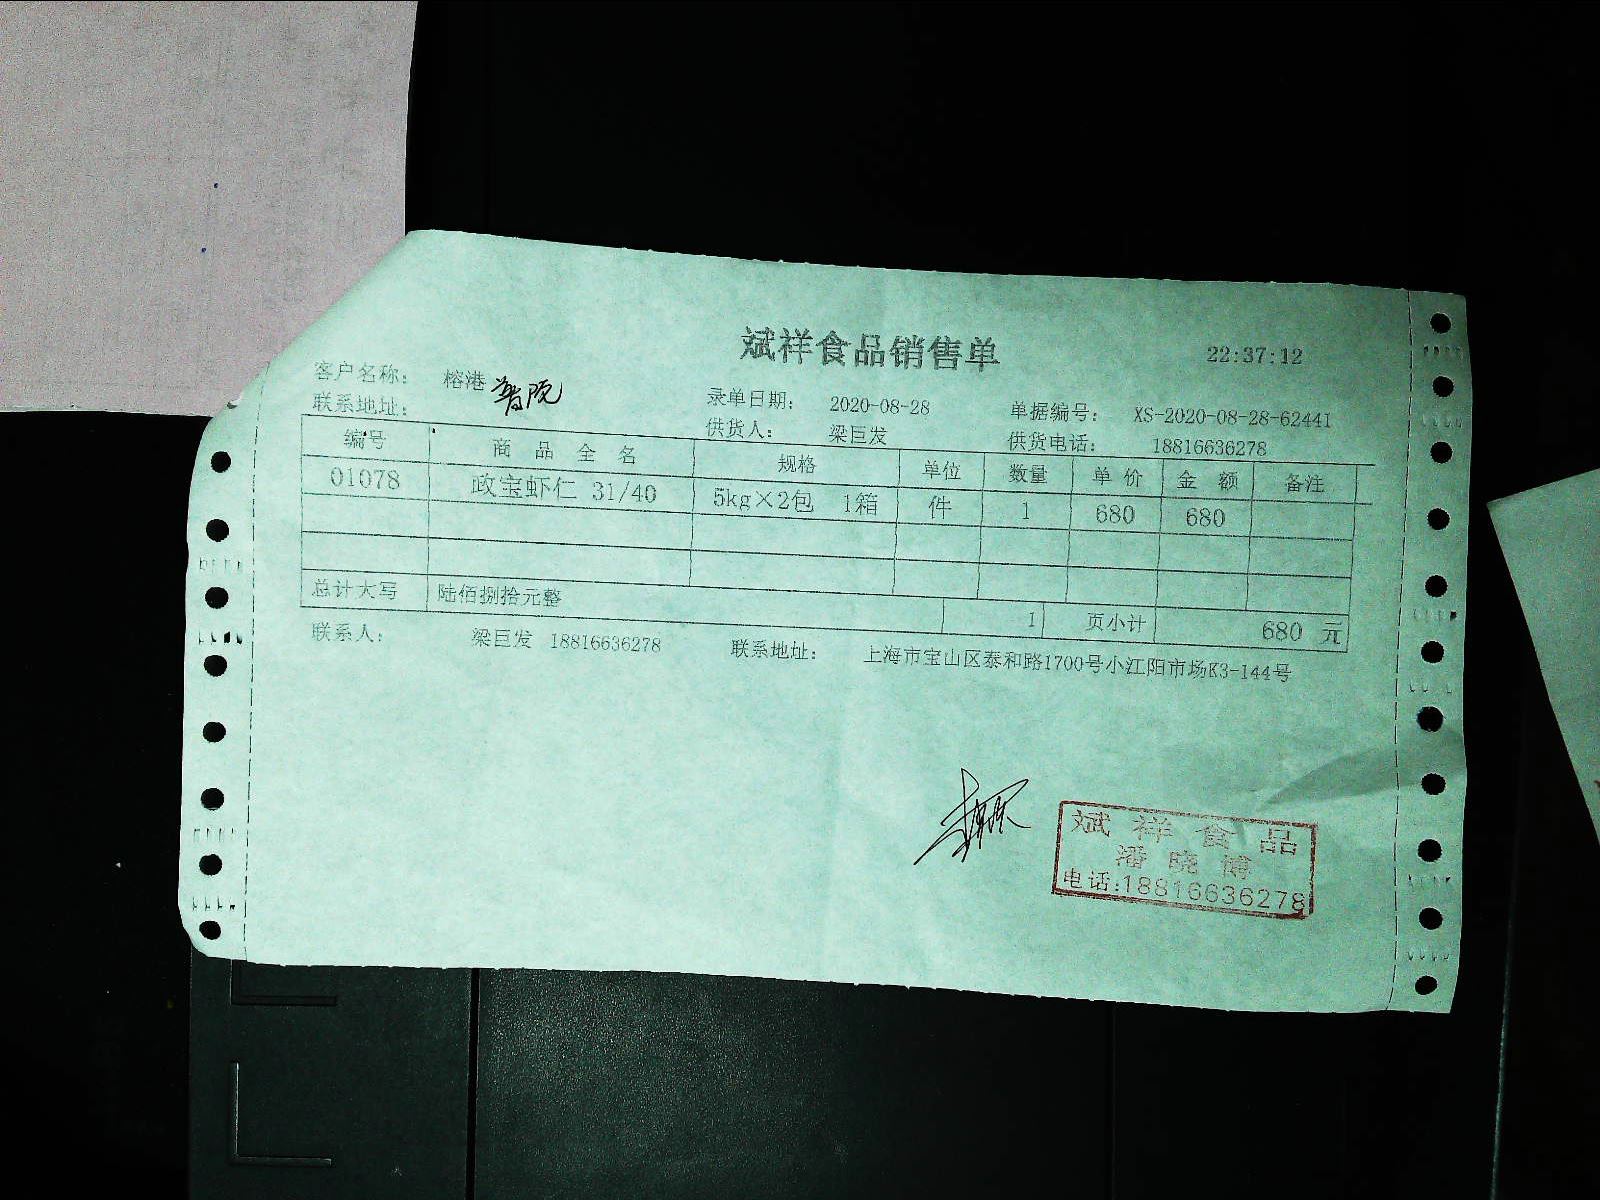 斌祥食品销售单 22:37:12
客户名称: 榕港 普院 录单日期: 2020-08-28 单据编号: XS-2020-08-28-62441
联系地址: 供货人: 梁巨发 供货电话: 18816636278
编号 商品全名 规格 单位 数量 单价 金额 备注
01078 政宝虾仁 31/40 5kg×2包 1箱 件 1 680 680
总计大写 陆佰捌拾元整 1 页小计 680 元
联系人: 梁巨发 18816636278 联系地址: 上海市宝山区泰和路1700号小江阳市场K3-144号
斌祥食品
潘晓博
电话:18816636278